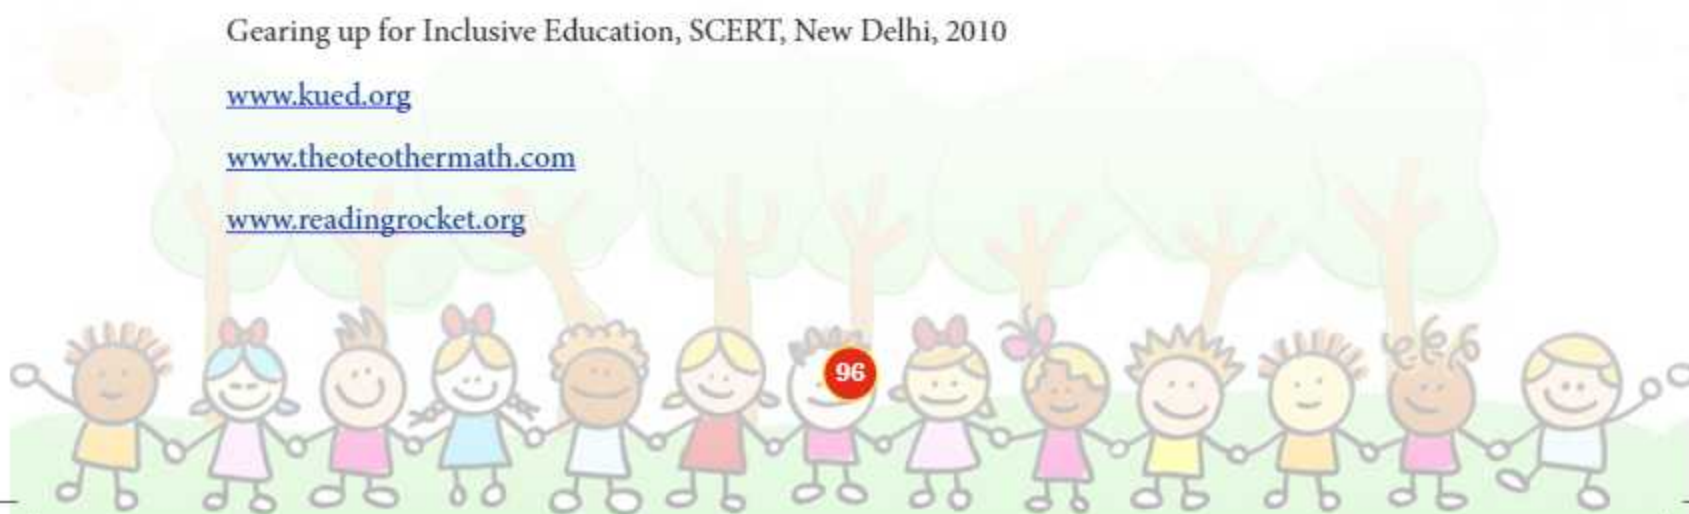 Gearing up for Inclusive Education, SCERT, New Delhi, 2010
www.kued.org
www.theoteothermath.com
www.readingrocket.org
96